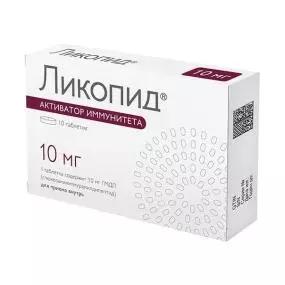 Ликопид®
АКТИВАТОР ИММУНИТЕТА
10 таблеток
10 мг
1 таблетка содержит 10 мг ГМДП
(глюкозаминилмурамилдипептид)
для приема внутрь
10 мг